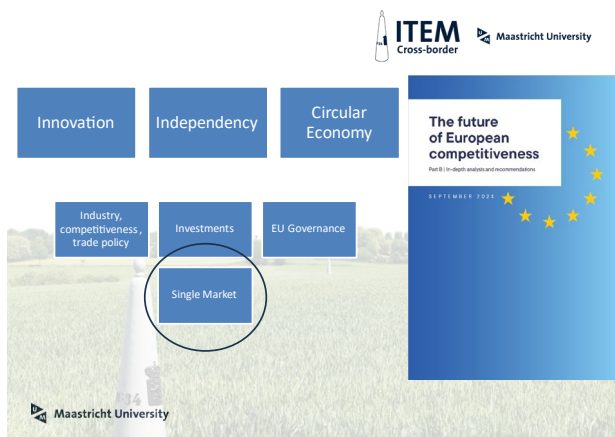 ITEM
Cross-border
Maastricht University
Innovation
Independency
Circular
Economy
The future
of European
competitiveness
Part B | In-depth analysis and recommendations
SEPTEMBER 2024
Industry,
competitiveness,
trade policy
Investments
EU Governance
Single Market
Maastricht University